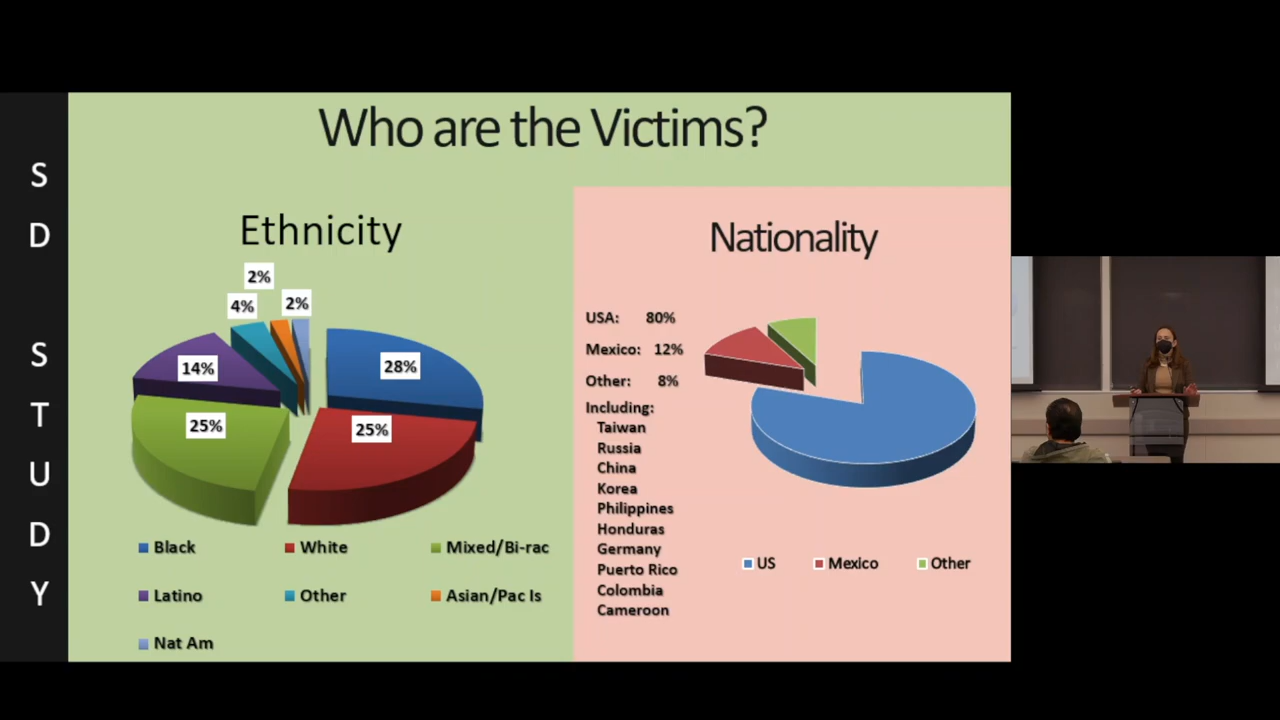 SD STUDY
Who are the Victims?
Ethnicity
2%
4%
2%
14%
28%
25%
25%
Black
White
Mixed/Bi-rac
Latino
Other
Asian/Pac Is
Nat Am
Nationality
USA: 80%
Mexico: 12%
Other: 8%
Including:
Taiwan
Russia
China
Korea
Philippines
Honduras
Germany
Puerto Rico
Colombia
Cameroon
US
Mexico
Other